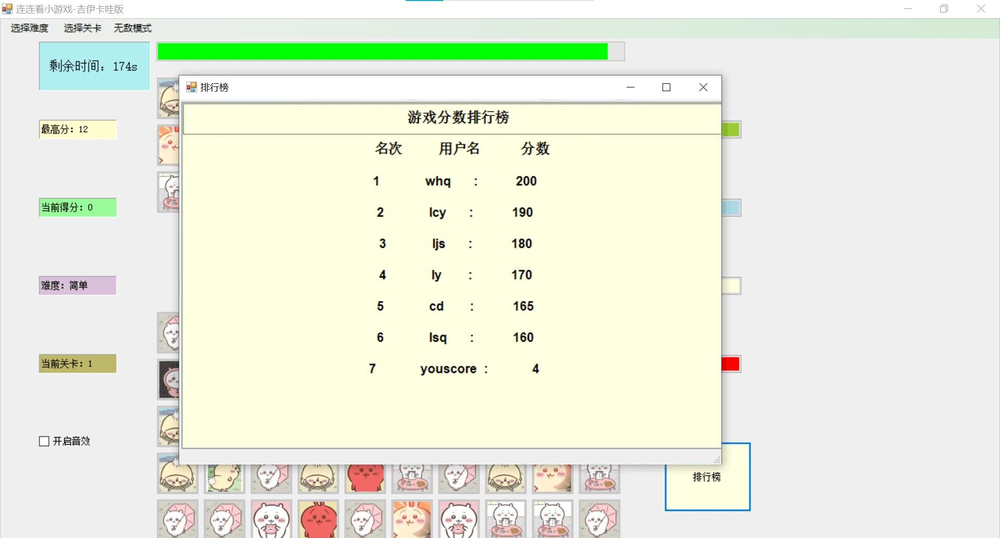 连连看小游戏-吉伊卡哇版
选择难度 选择关卡 无敌模式
剩余时间：174s
排行榜
游戏分数排行榜
最高分：12
名次 用户名 分数
1 whq : 200
当前得分：0
2 lcy : 190
3 ljs : 180
4 ly : 170
难度：简单
5 cd : 165
6 lsq : 160
当前关卡：1
7 youscore : 4
开启音效
排行榜